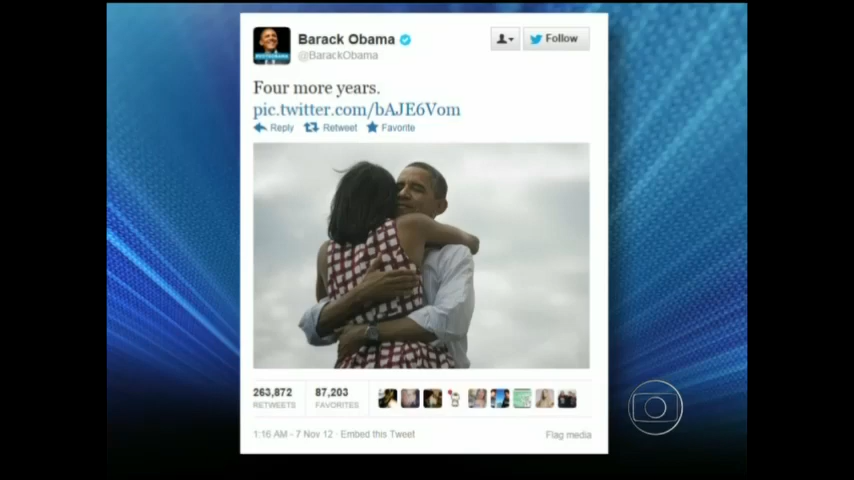 Barack Obama
@BarackObama
Follow
Four more years.
pic.twitter.com/bAJE6Vom
Reply Retweet Favorite
263,872 87,203
RETWEETS FAVORITES
1:16 AM - 7 Nov 12 · Embed this Tweet Flag media